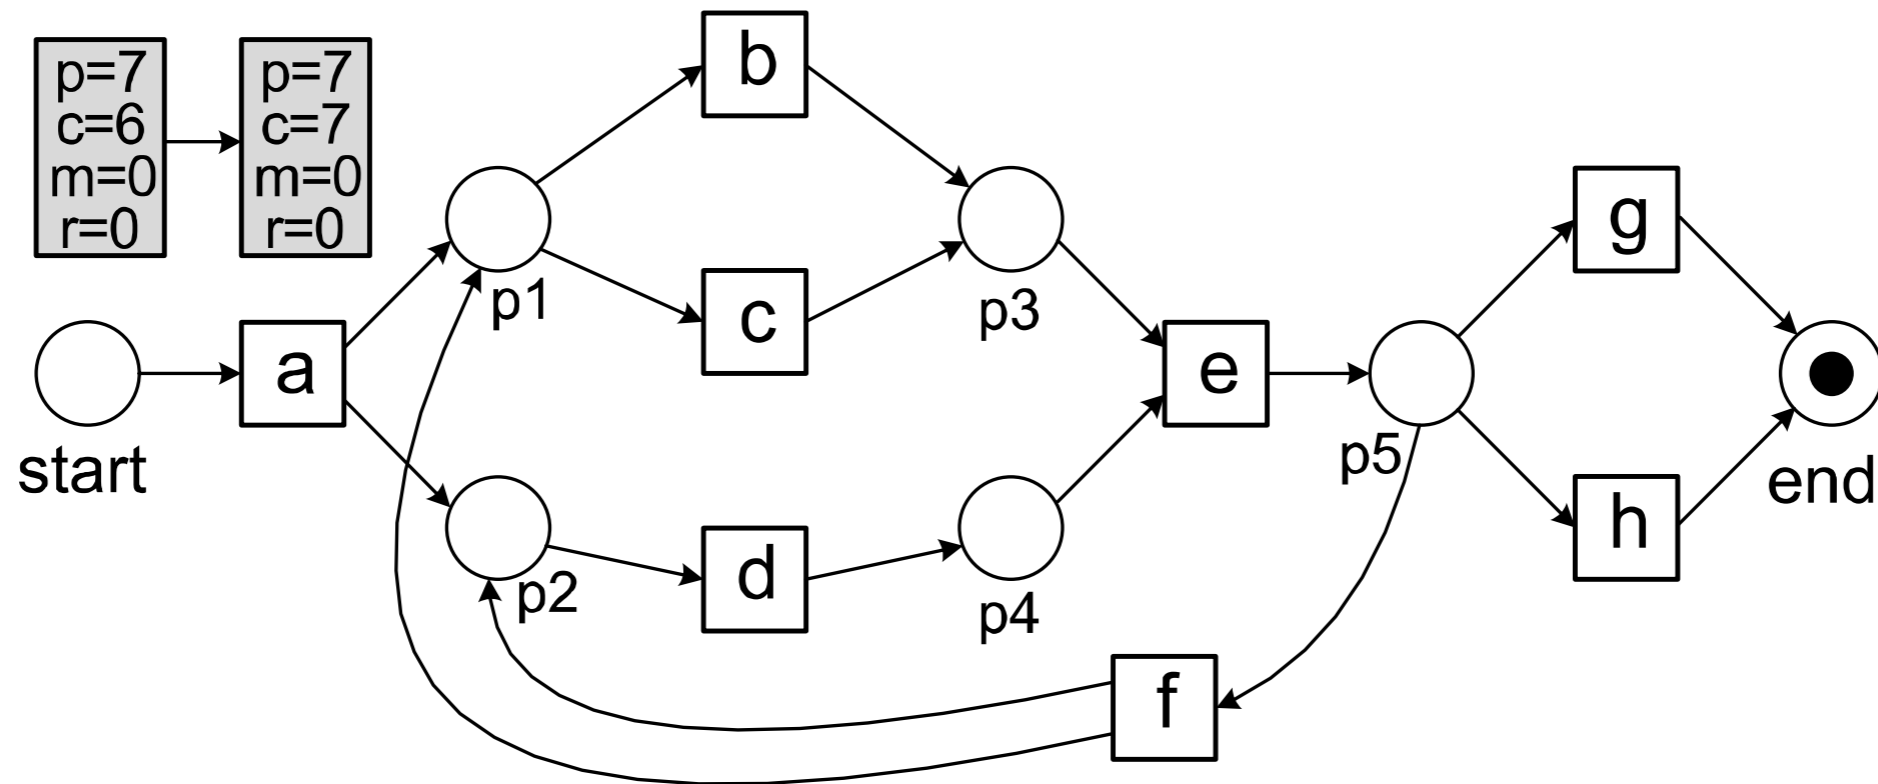 p=7
c=6
m=0
r=0
p=7
c=7
m=0
r=0
b
p1
c
p3
g
start
a
e
p5
end
p2
d
p4
h
f